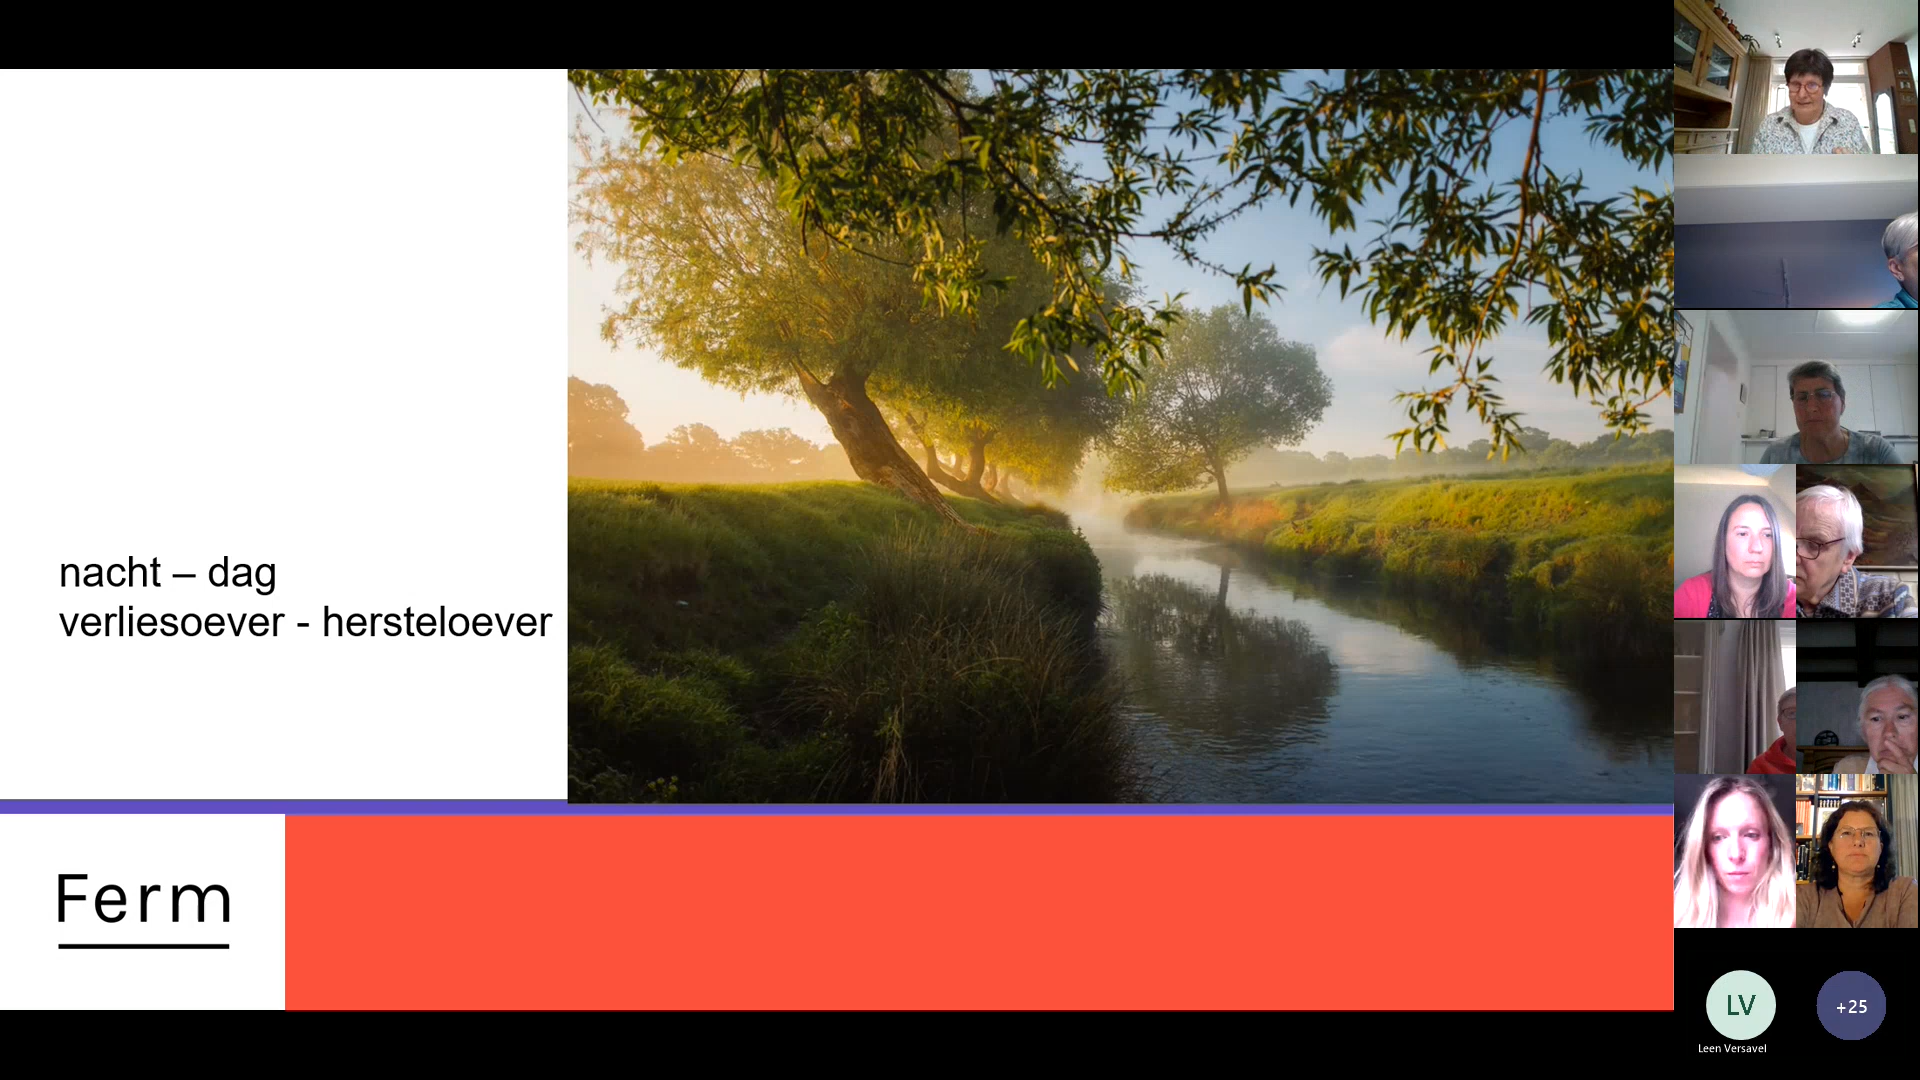 nacht – dag
verliesoever - hersteloever
Ferm
LV
+25
Leen Versavel